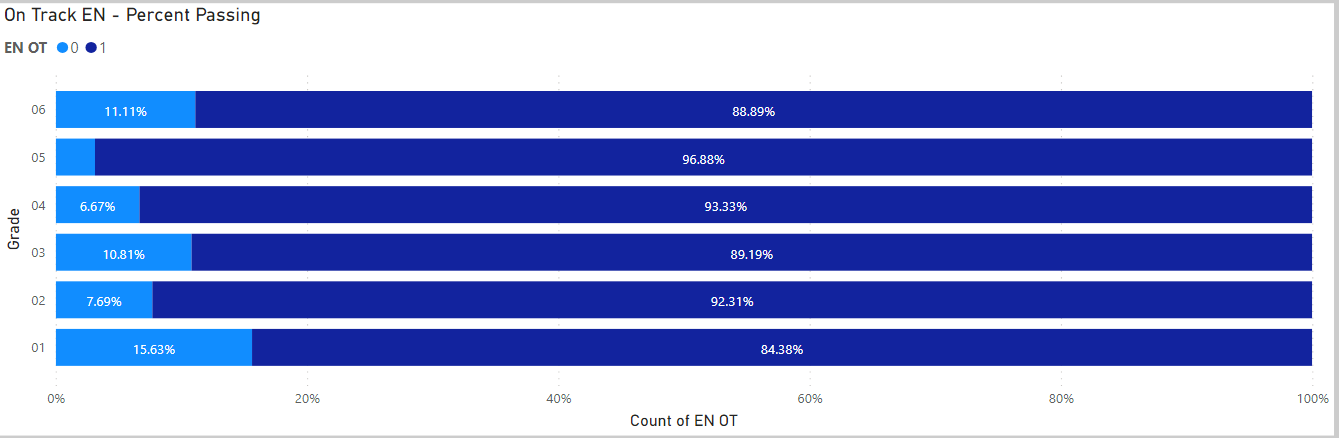 On Track EN - Percent Passing
EN OT 0 1
06 11.11% 88.89%
05 96.88%
04 6.67% 93.33%
03 10.81% 89.19%
02 7.69% 92.31%
01 15.63% 84.38%
Grade
0% 20% 40% 60% 80% 100%
Count of EN OT